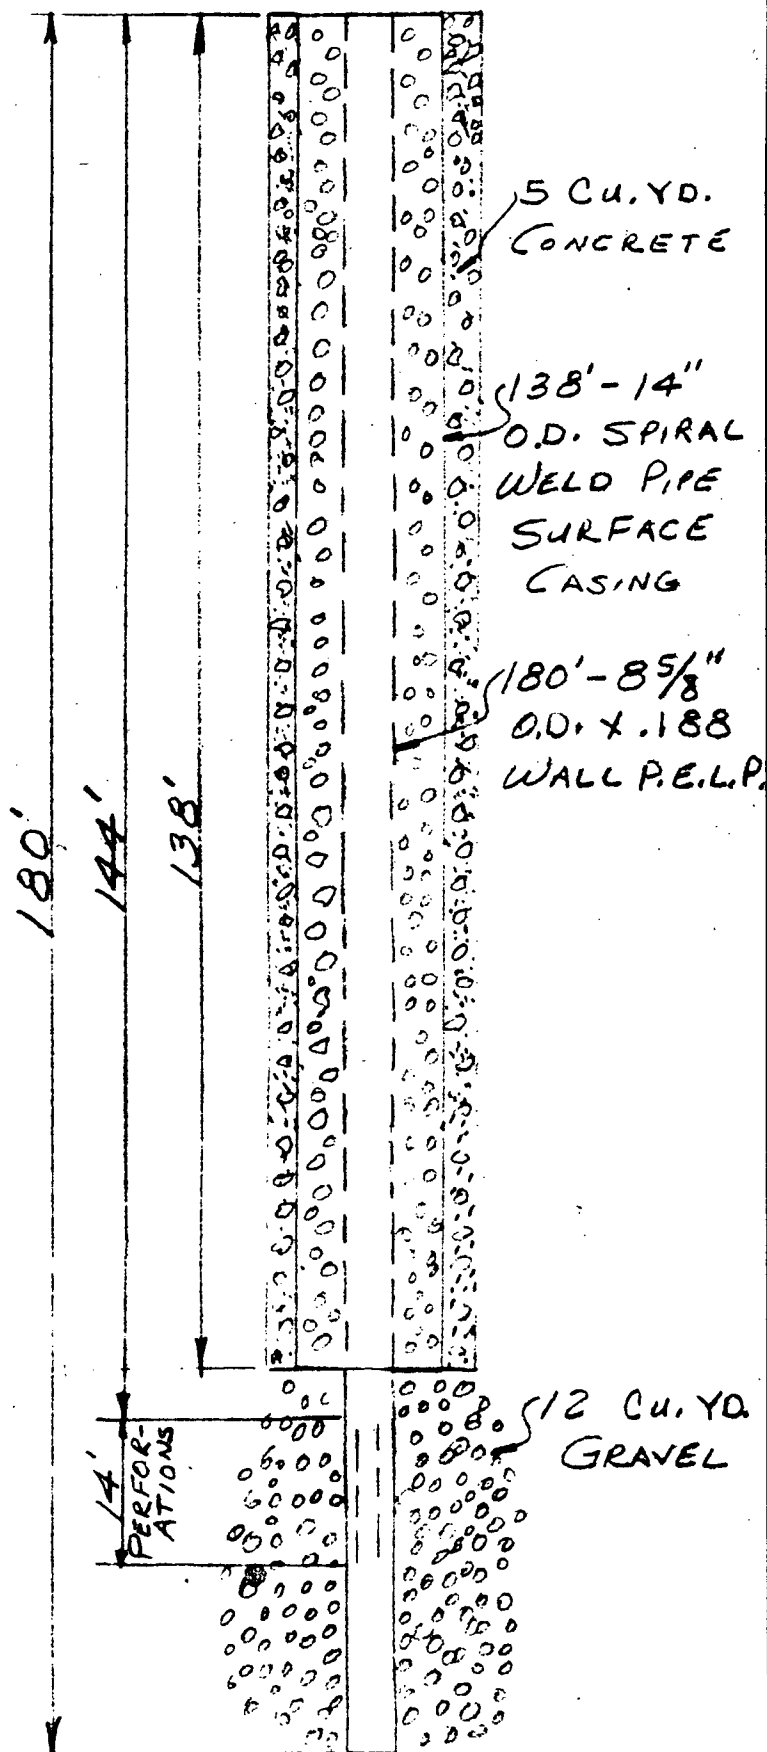 5 CU. YD.
CONCRETE
138' - 14"
O.D. SPIRAL
WELD PIPE
SURFACE
CASING
180' - 8 5/8"
O.D. X .188
WALL P.E.L.P.
180'
144'
138'
12 CU. YD.
GRAVEL
14'
PERFOR-
ATIONS